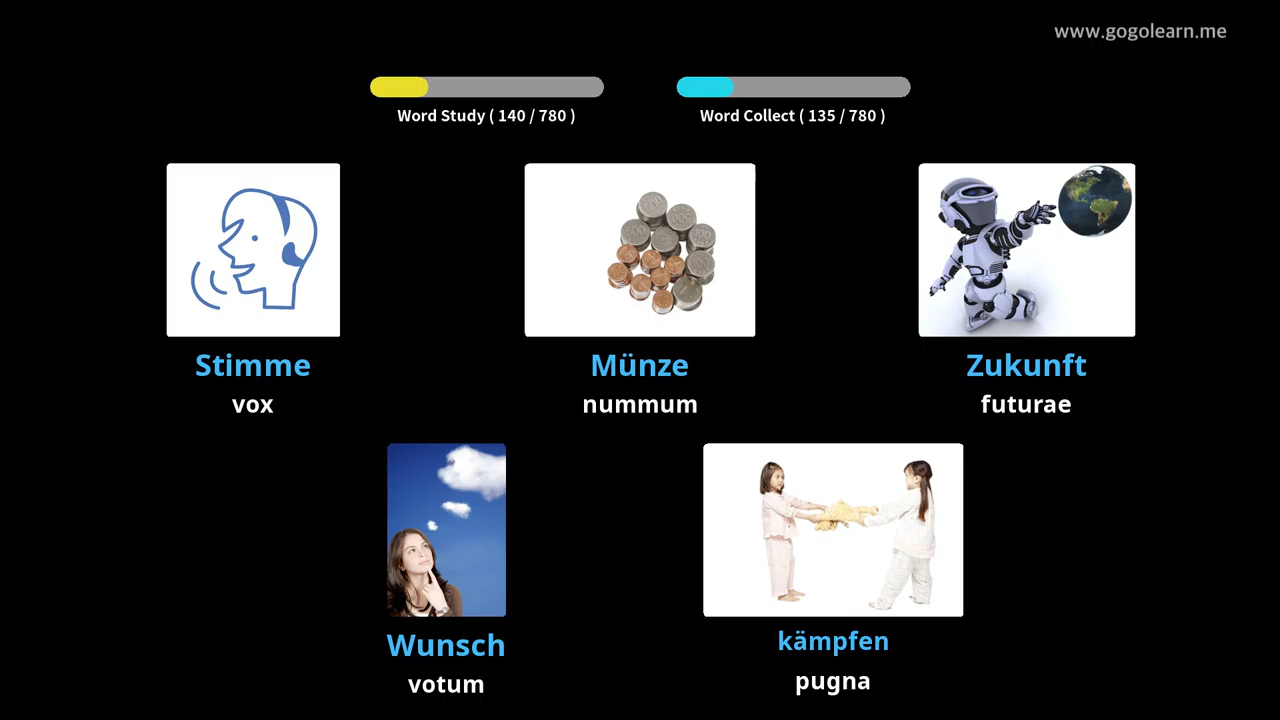 www.gogolearn.me
Word Study ( 140 / 780 )
Word Collect ( 135 / 780 )
Stimme
vox
Münze
nummum
Zukunft
futurae
Wunsch
votum
kämpfen
pugna